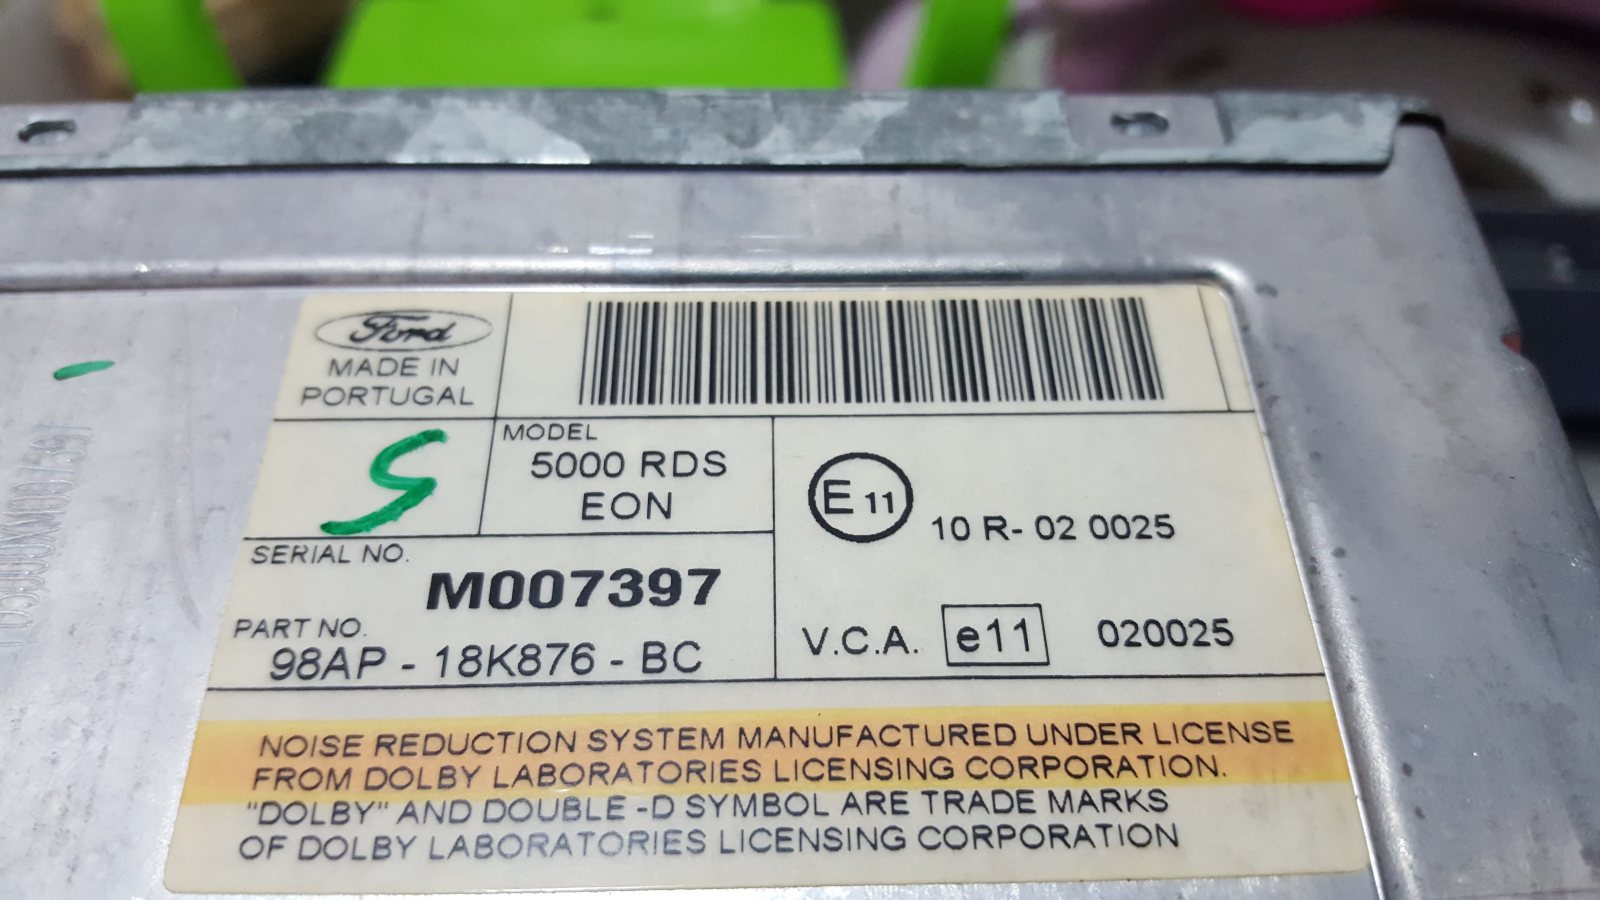 Ford
MADE IN
PORTUGAL
S
MODEL
5000 RDS
EON
SERIAL NO.
M007397
PART NO.
98AP - 18K876 - BC
E 11
10 R- 02 0025
V.C.A. e11 020025
NOISE REDUCTION SYSTEM MANUFACTURED UNDER LICENSE
FROM DOLBY LABORATORIES LICENSING CORPORATION.
"DOLBY" AND DOUBLE -D SYMBOL ARE TRADE MARKS
OF DOLBY LABORATORIES LICENSING CORPORATION